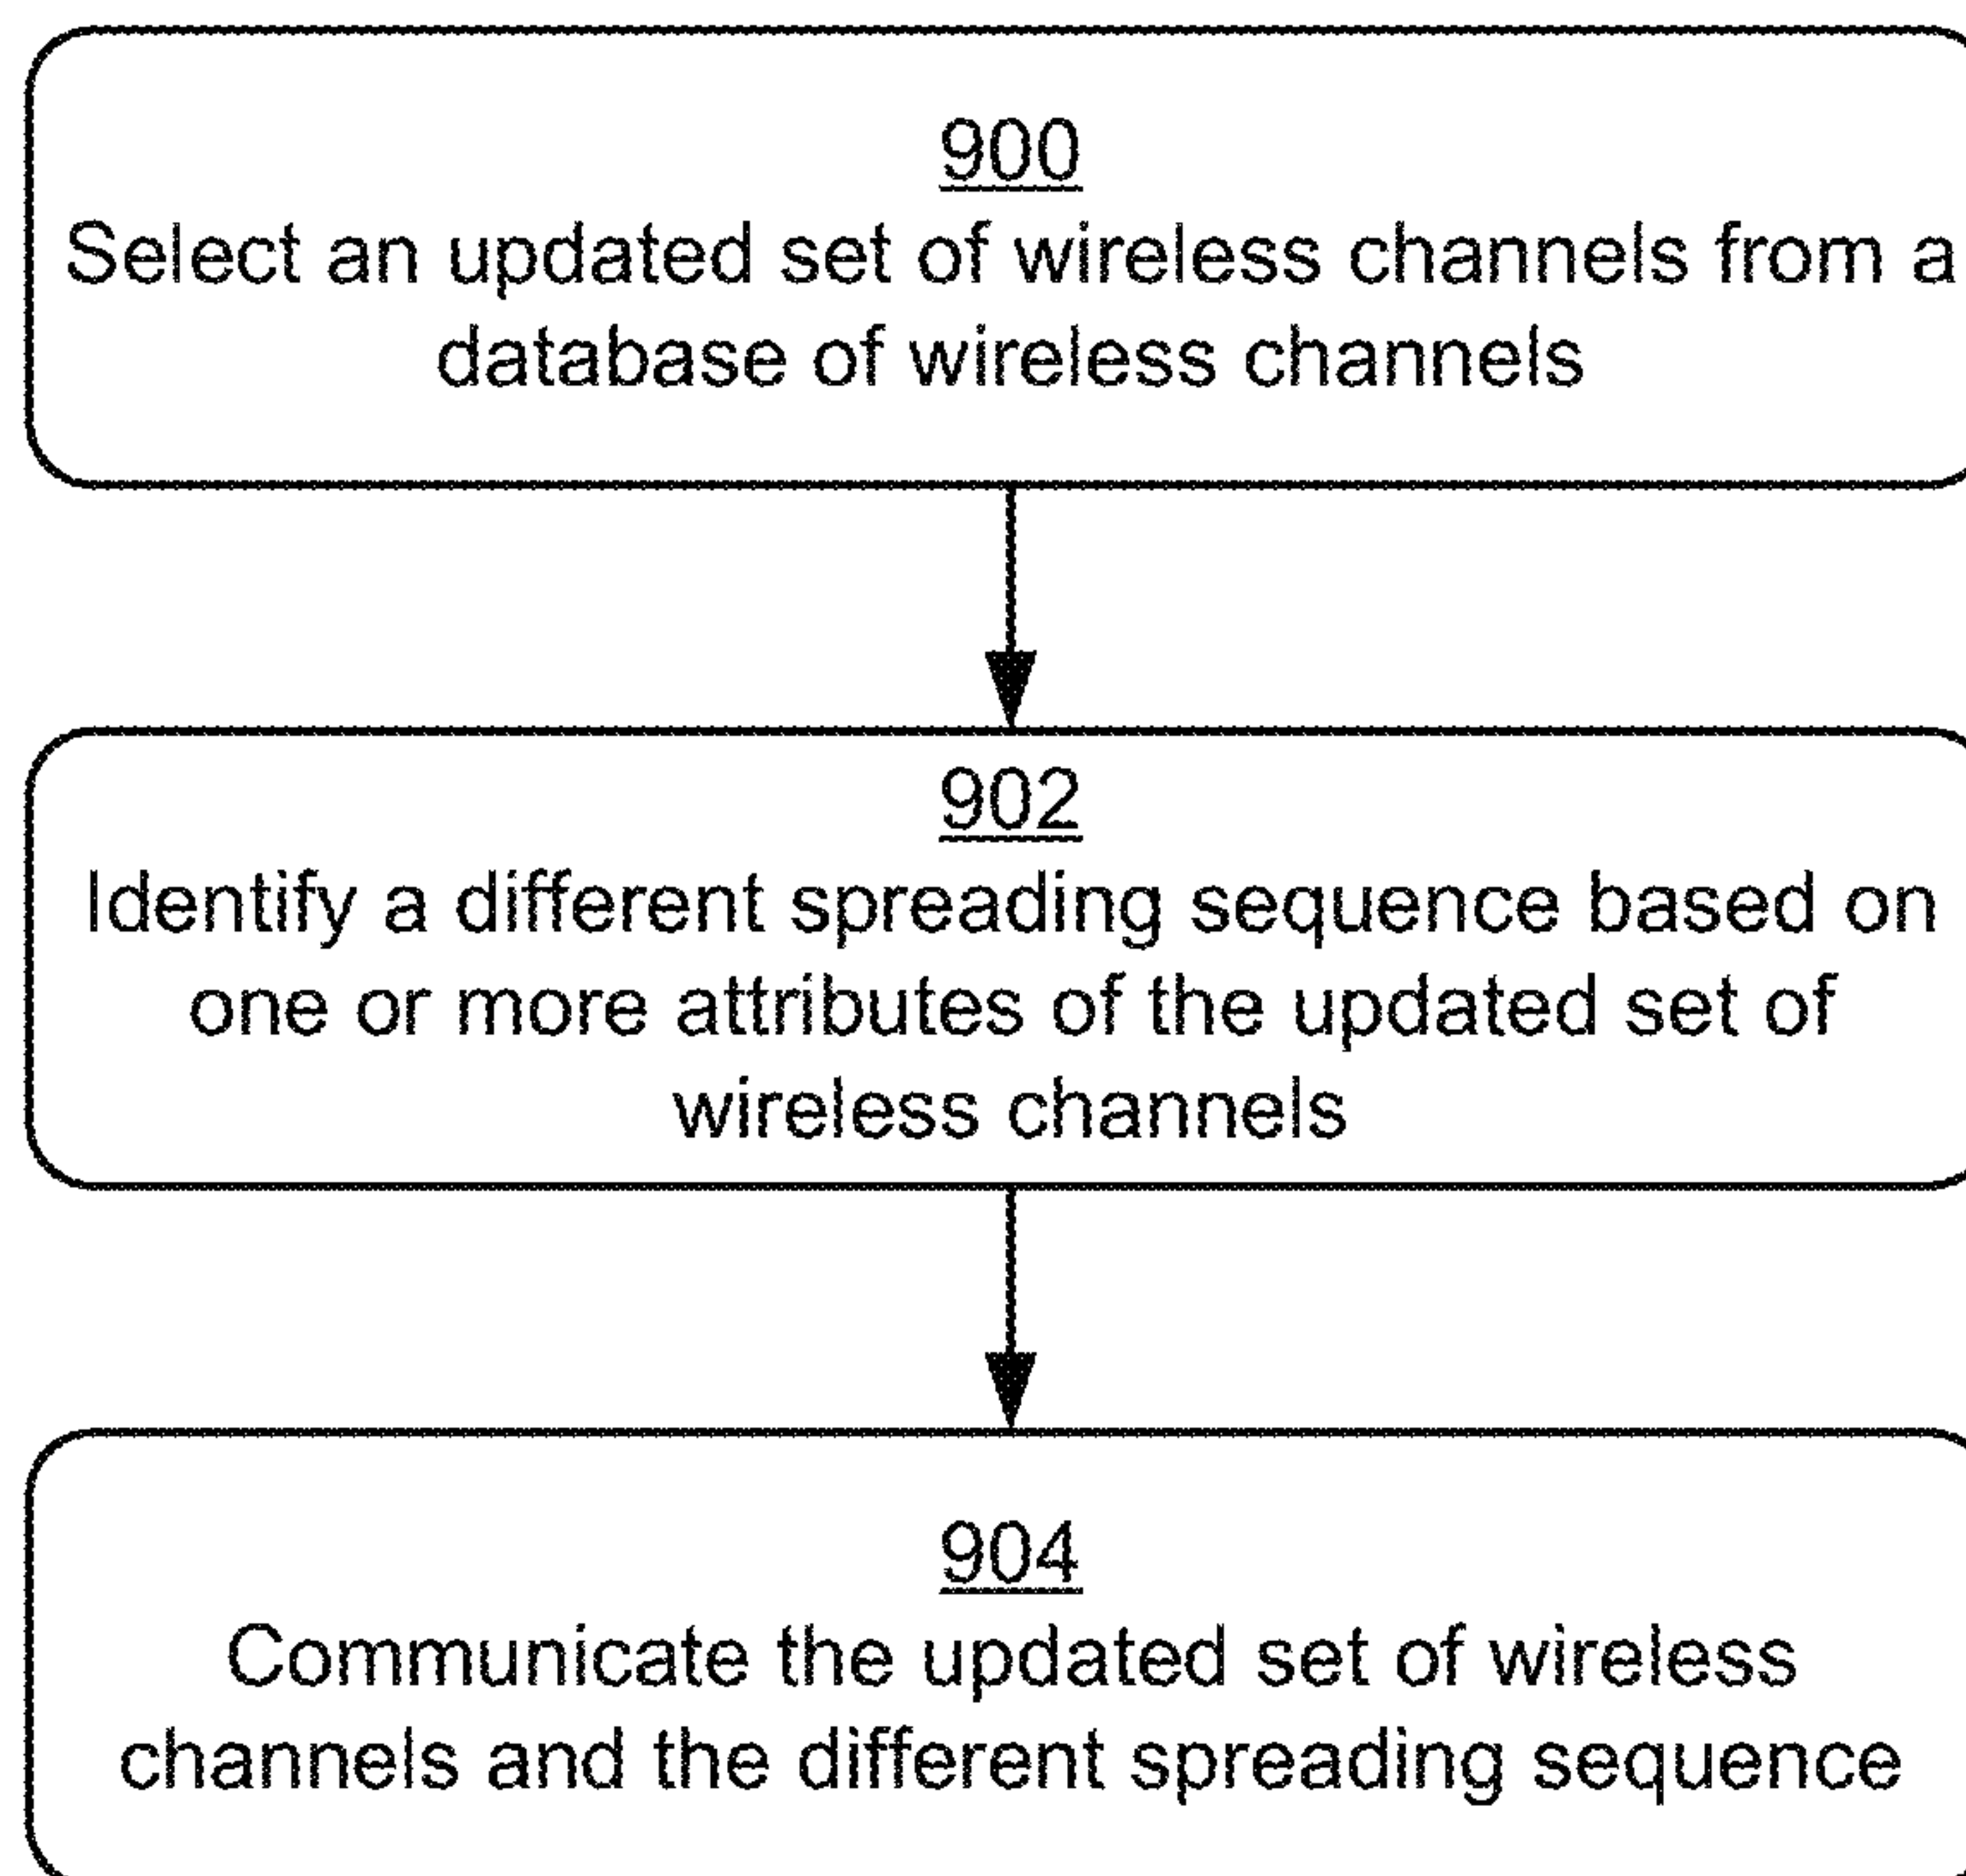 900
Select an updated set of wireless channels from a
database of wireless channels
902
Identify a different spreading sequence based on
one or more attributes of the updated set of
wireless channels
904
Communicate the updated set of wireless
channels and the different spreading sequence